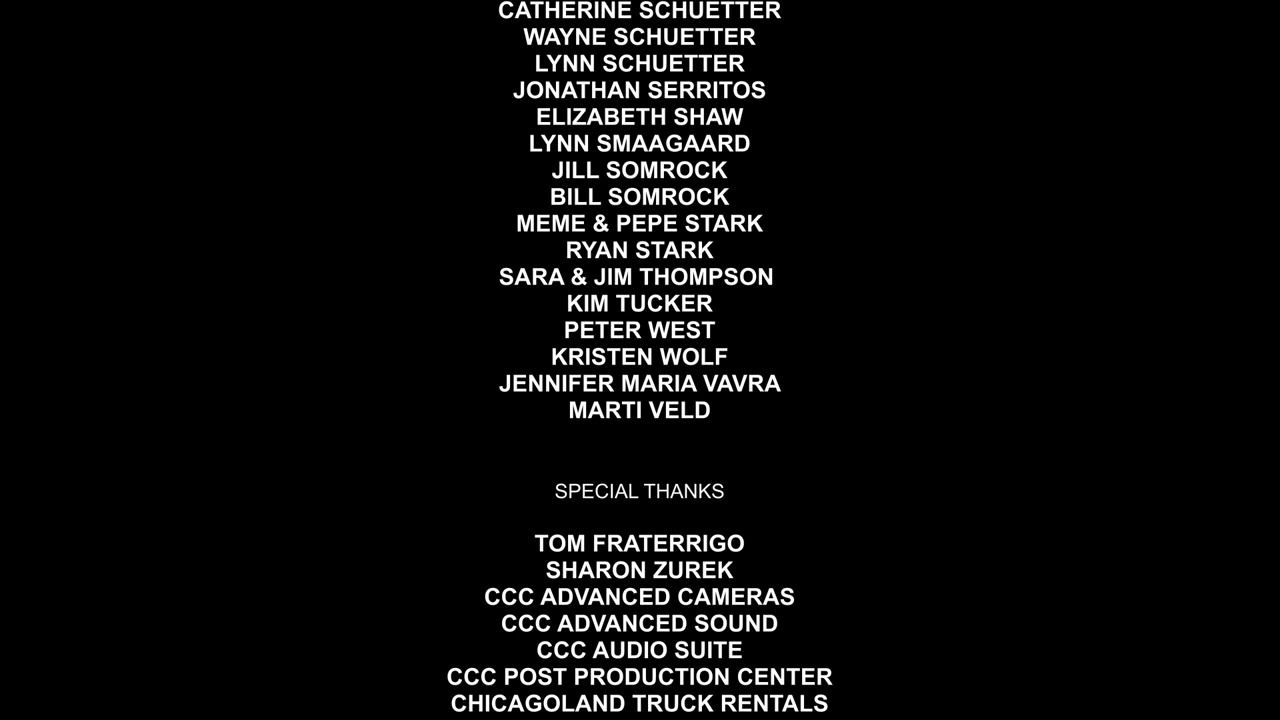 CATHERINE SCHUETTER
WAYNE SCHUETTER
LYNN SCHUETTER
JONATHAN SERRITOS
ELIZABETH SHAW
LYNN SMAAGAARD
JILL SOMROCK
BILL SOMROCK
MEME & PEPE STARK
RYAN STARK
SARA & JIM THOMPSON
KIM TUCKER
PETER WEST
KRISTEN WOLF
JENNIFER MARIA VAVRA
MARTI VELD
SPECIAL THANKS
TOM FRATERRIGO
SHARON ZUREK
CCC ADVANCED CAMERAS
CCC ADVANCED SOUND
CCC AUDIO SUITE
CCC POST PRODUCTION CENTER
CHICAGOLAND TRUCK RENTALS